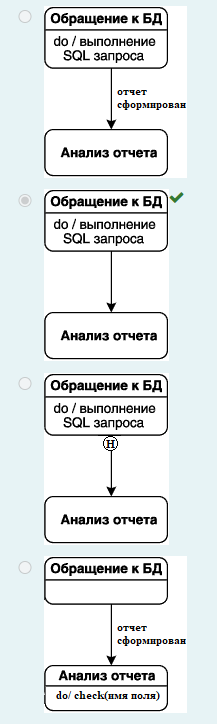 Обращение к БД
do / выполнение
SQL запроса
отчет
сформирован
Анализ отчета
Обращение к БД
do / выполнение
SQL запроса
Анализ отчета
Обращение к БД
do / выполнение
SQL запроса
H
Анализ отчета
Обращение к БД
отчет
сформирован
Анализ отчета
do/ check(имя поля)